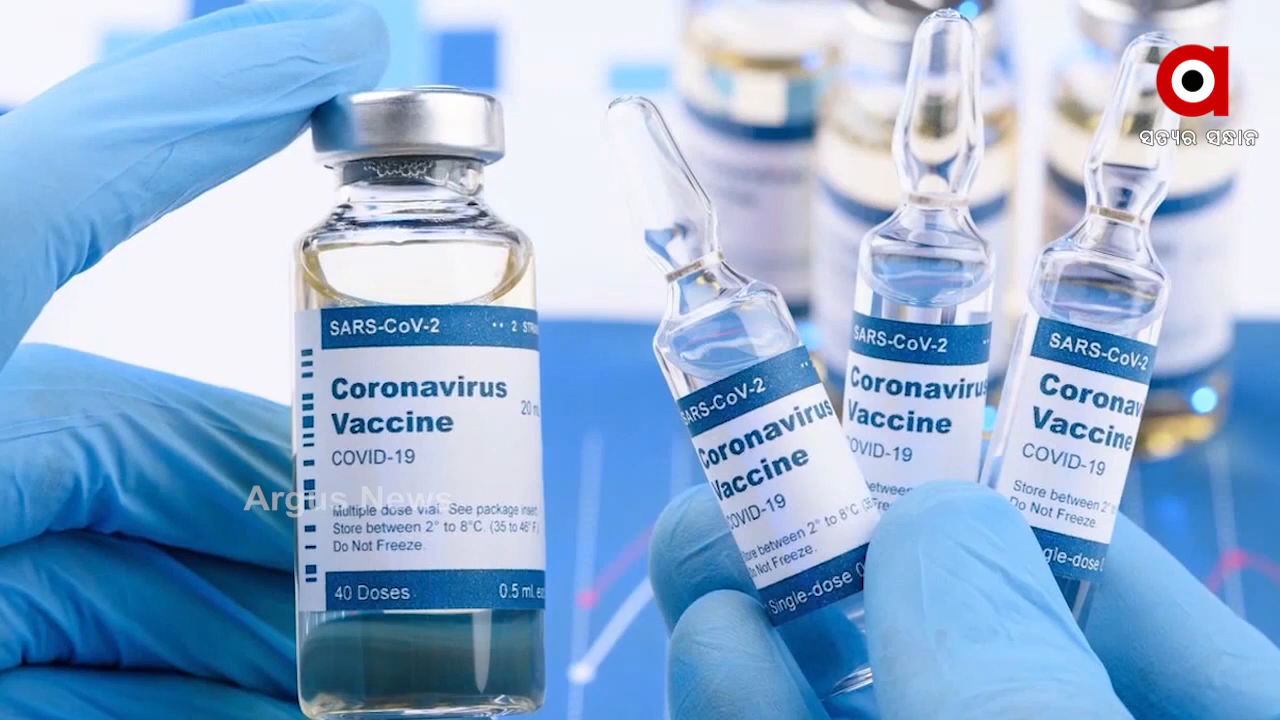 ସତ୍ୟର ସନ୍ଧାନ
SARS-CoV-2
Coronavirus
Vaccine
COVID-19
Argus News
Multiple dose vial. See package insert
Store between 2° to 8°C. (35 to 46° F.)
Do Not Freeze.
40 Doses 0.5 ml.
SARS-CoV-2
Coronavirus
Vaccine
COVID-19
Store between 2° to 8°C
Do Not Freeze.
Single-dose
SARS-CoV-2
Coronavirus
Vaccine
COVID-19
SARS-CoV-2
Vaccine
COVID-19
Store between 2°
Do Not Freeze.